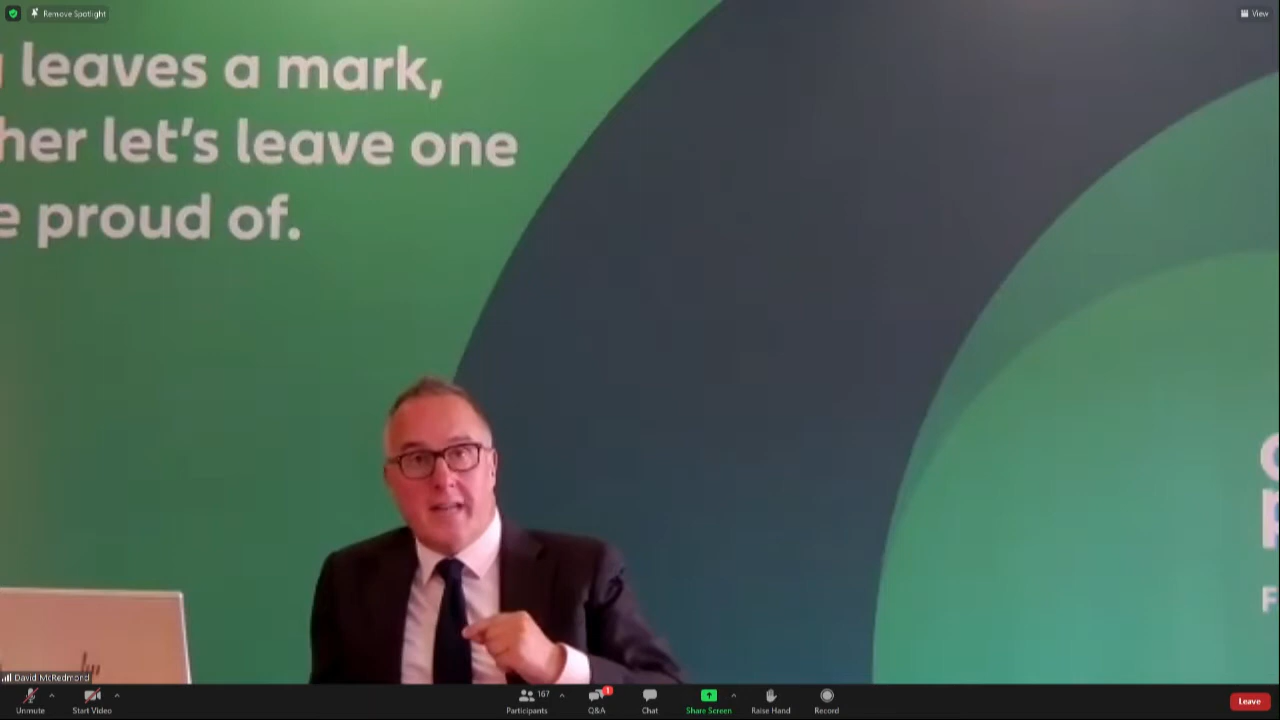 Remove Spotlight
View
leaves a mark,
her let's leave one
e proud of.
David McRedmond
Unmute
Start Video
167
Participants
1
Q&A
Chat
Share Screen
Raise Hand
Record
Leave